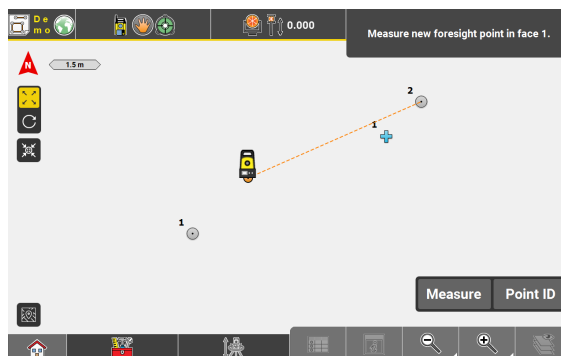 De
mo
0.000
Measure new foresight point in face 1.
N
1.5 m
2
1
1
Measure
Point ID